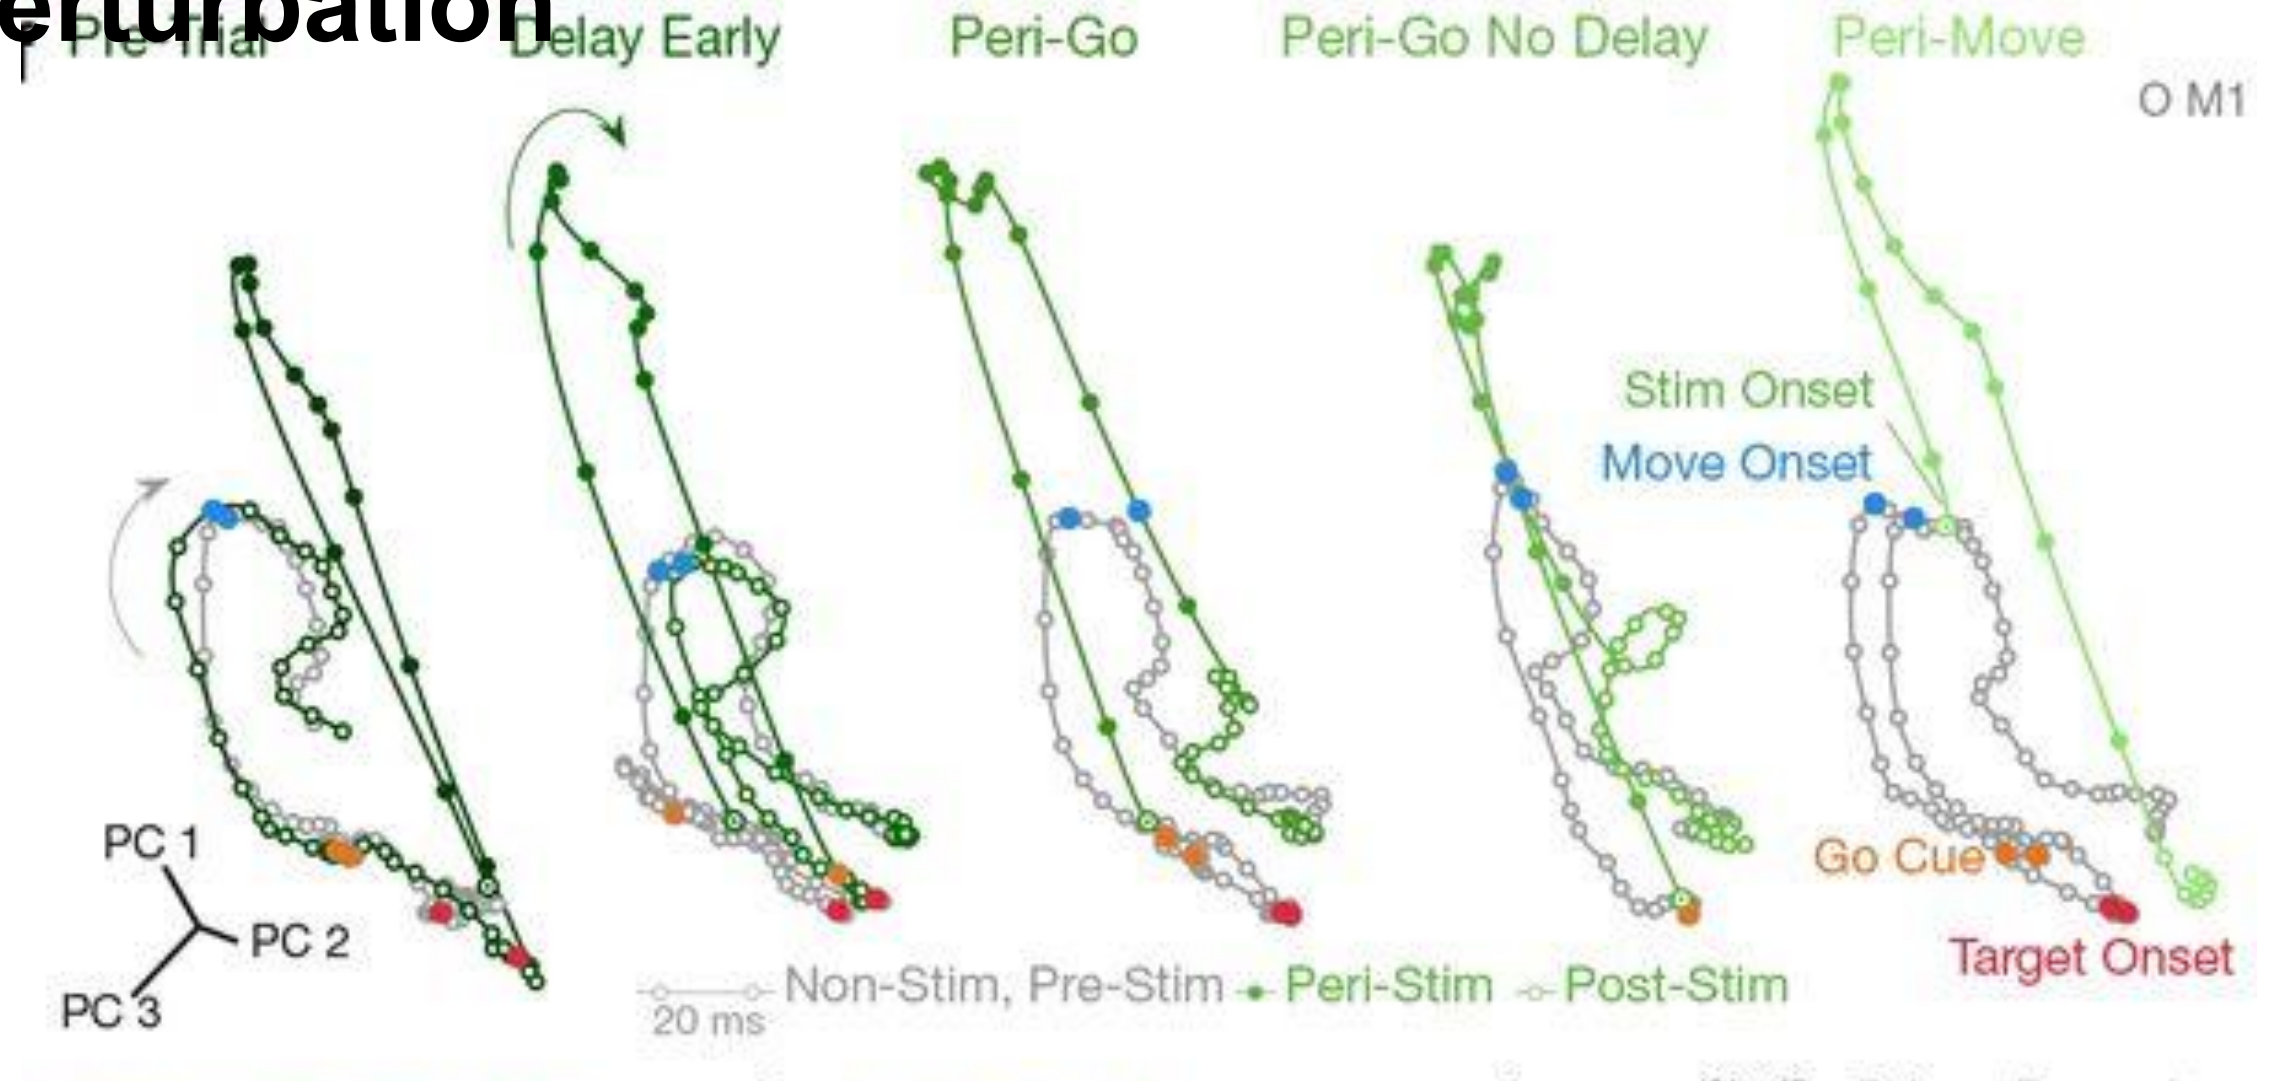 erturbation
Pre-Trial
Delay Early
Peri-Go
Peri-Go No Delay
Peri-Move
O M1
Stim Onset
Move Onset
PC 1
PC 2
PC 3
Go Cue
Target Onset
Non-Stim, Pre-Stim
Peri-Stim
Post-Stim
20 ms